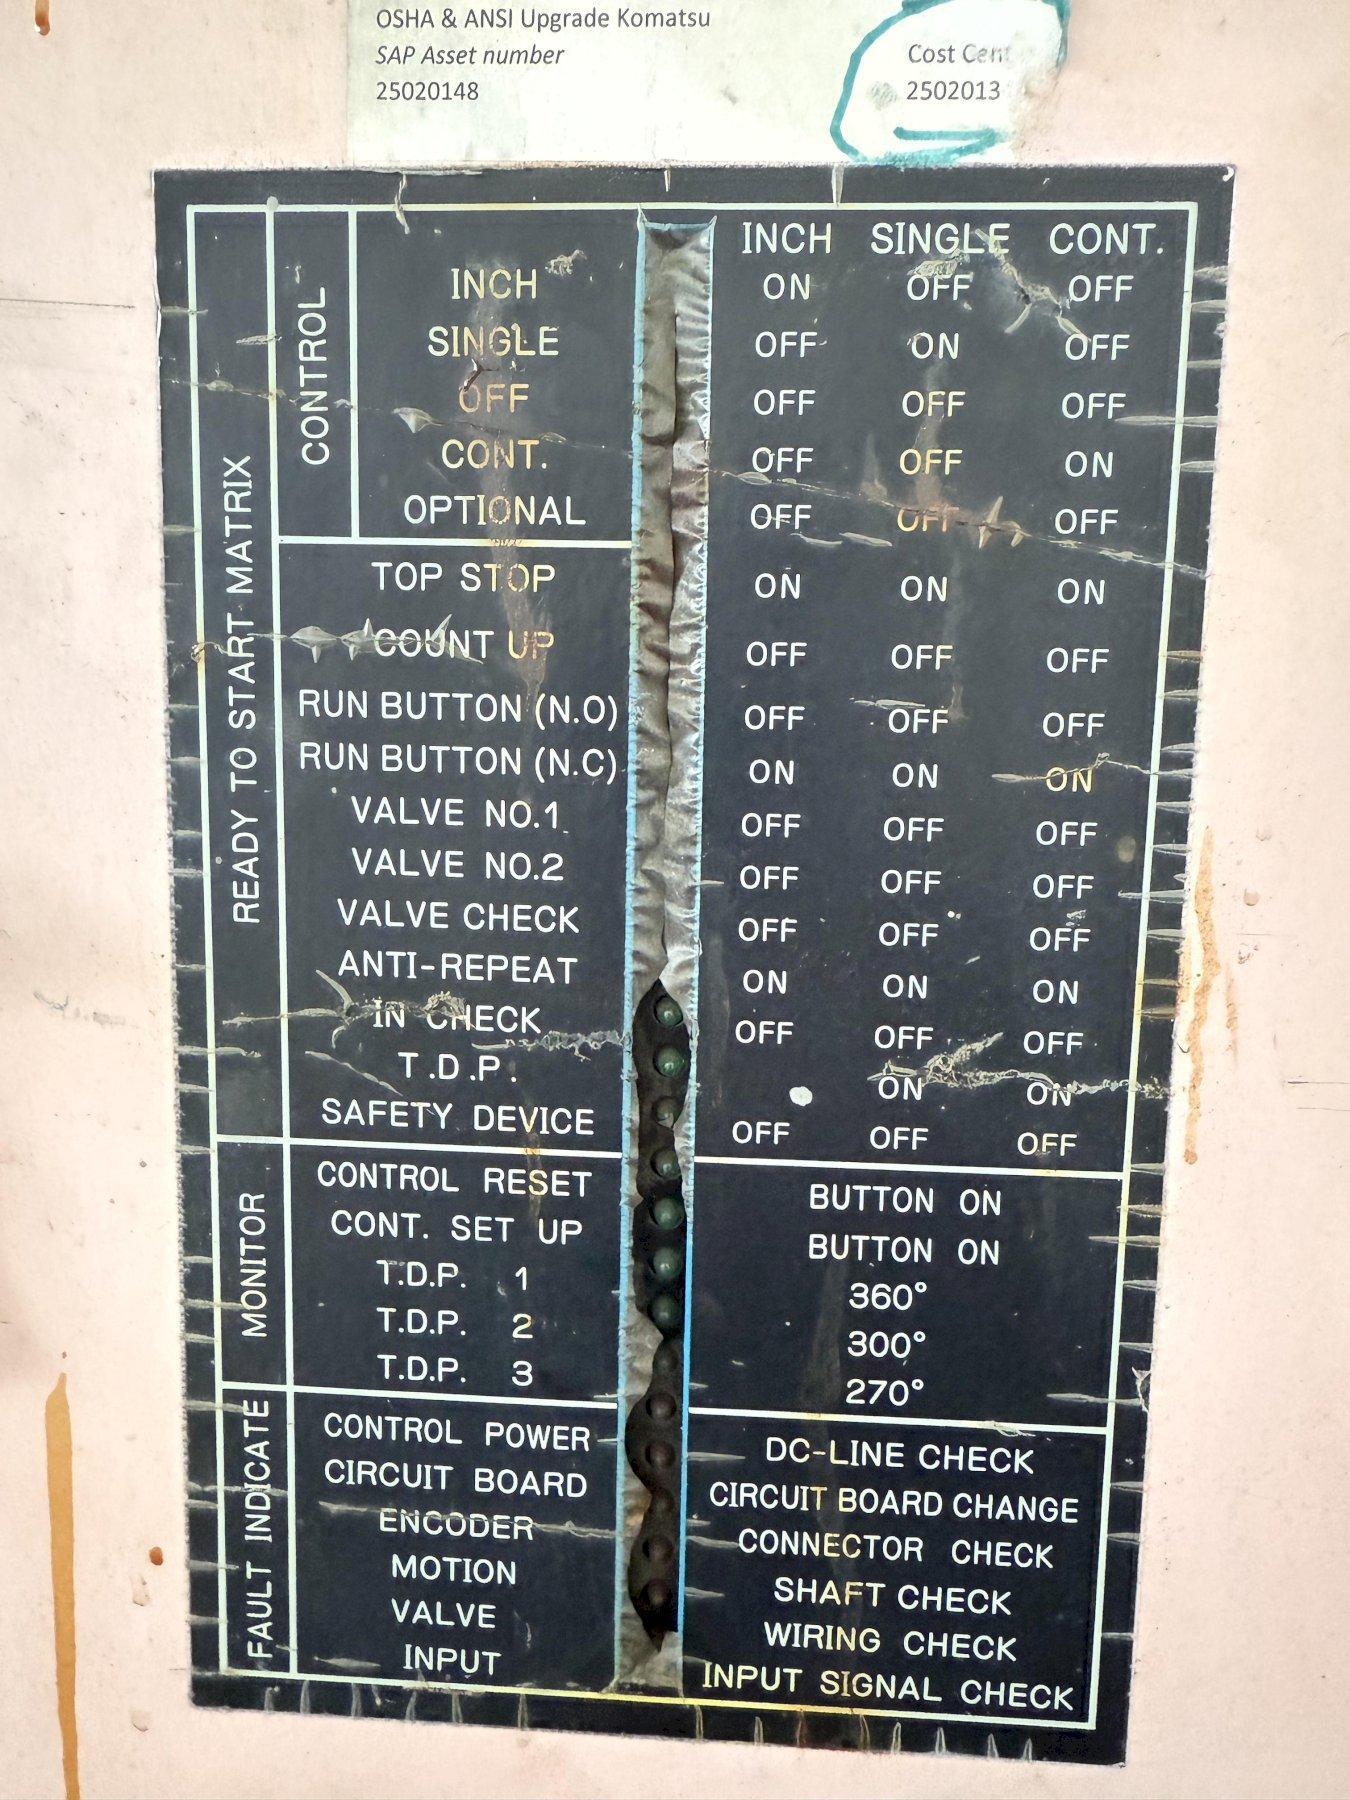 OSHA & ANSI Upgrade Komatsu
SAP Asset number
25020148
Cost Cent
2502013
READY TO START MATRIX
CONTROL
INCH SINGLE CONT.
INCH ON OFF OFF
SINGLE OFF ON OFF
OFF OFF OFF OFF
CONT. OFF OFF ON
OPTIONAL OFF OFF OFF
TOP STOP ON ON ON
COUNT UP OFF OFF OFF
RUN BUTTON (N.O) OFF OFF OFF
RUN BUTTON (N.C) ON ON ON
VALVE NO.1 OFF OFF OFF
VALVE NO.2 OFF OFF OFF
VALVE CHECK OFF OFF OFF
ANTI-REPEAT ON ON ON
IN CHECK OFF OFF OFF
T.D.P. ON ON
SAFETY DEVICE OFF OFF OFF
MONITOR
CONTROL RESET BUTTON ON
CONT. SET UP BUTTON ON
T.D.P. 1 360°
T.D.P. 2 300°
T.D.P. 3 270°
FAULT INDICATE
CONTROL POWER DC-LINE CHECK
CIRCUIT BOARD CIRCUIT BOARD CHANGE
ENCODER CONNECTOR CHECK
MOTION SHAFT CHECK
VALVE WIRING CHECK
INPUT INPUT SIGNAL CHECK